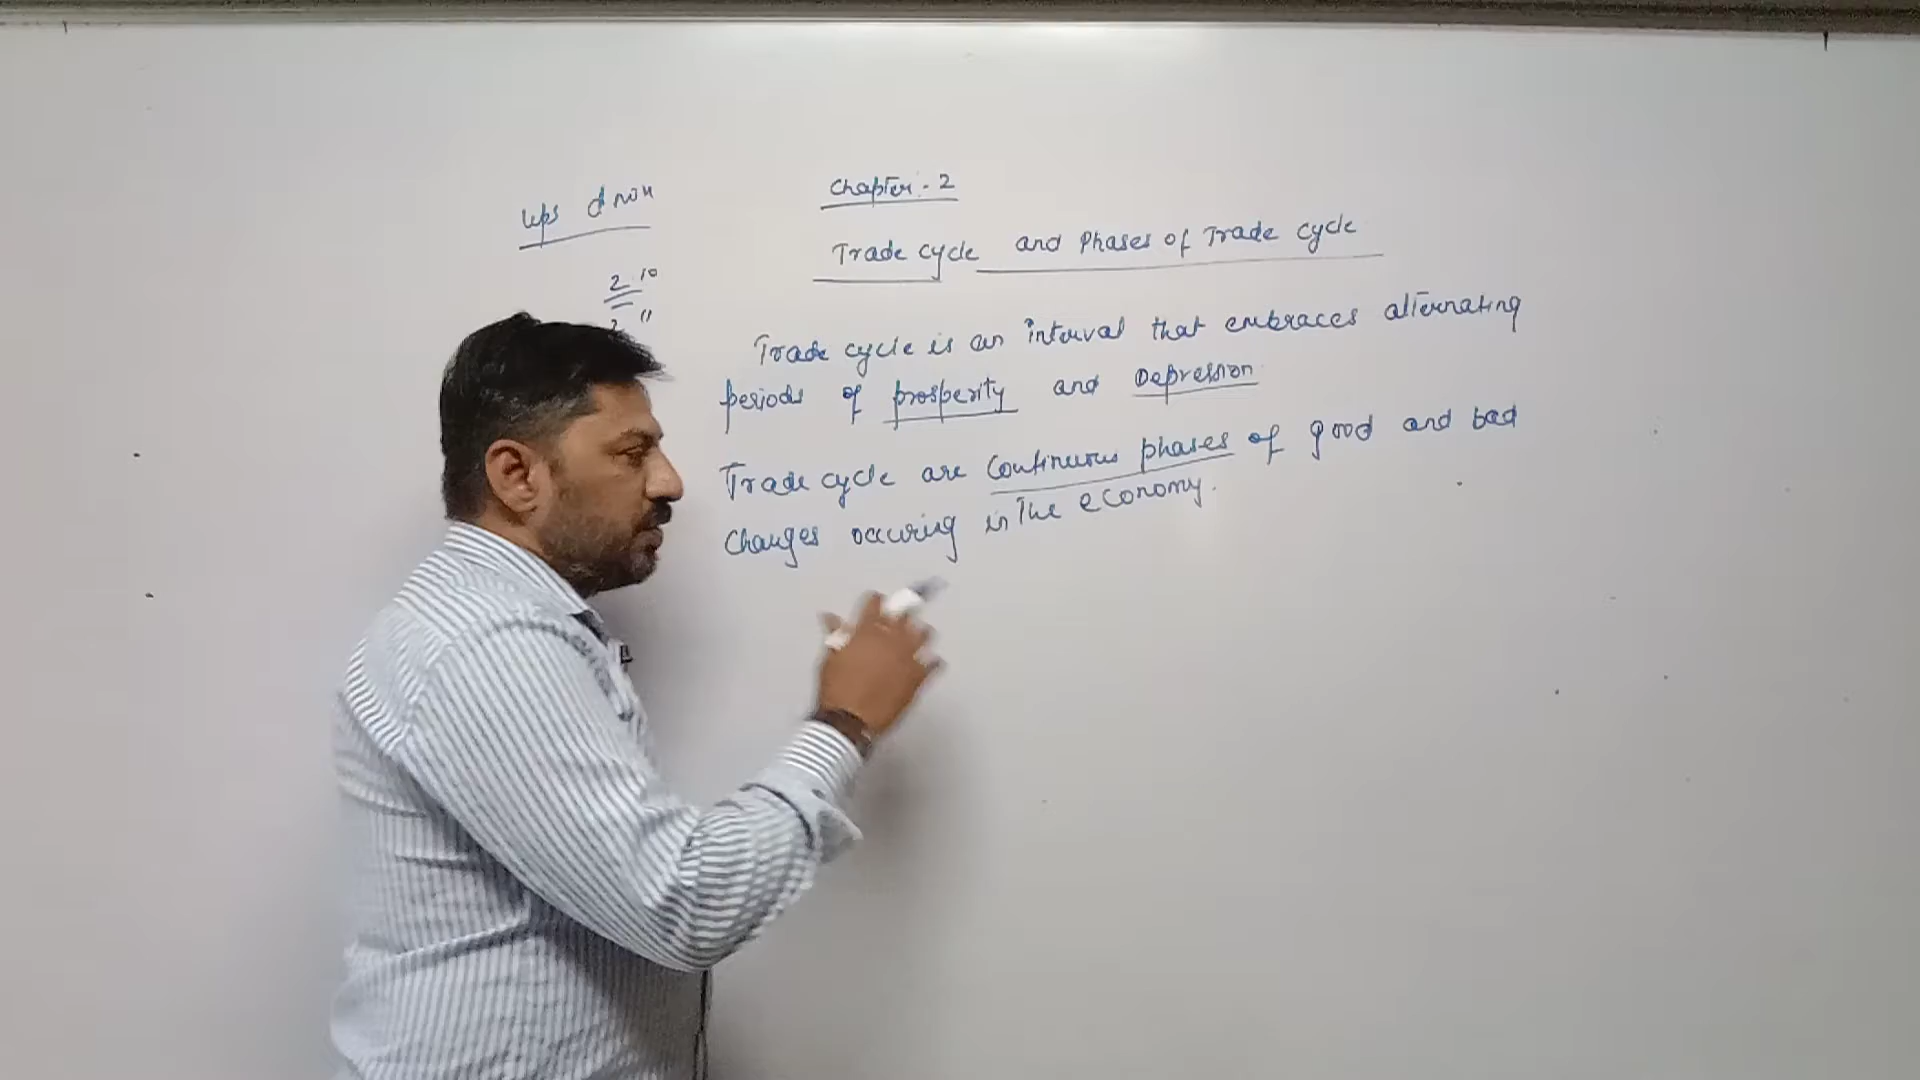 Chapter - 2
Trade cycle and Phases of Trade cycle
Trade cycle is an interval that embraces alternating
periods of prosperity and Depression
Trade cycle are continuous phases of good and bad
changes occuring in the economy.
ups
2 10
2 11